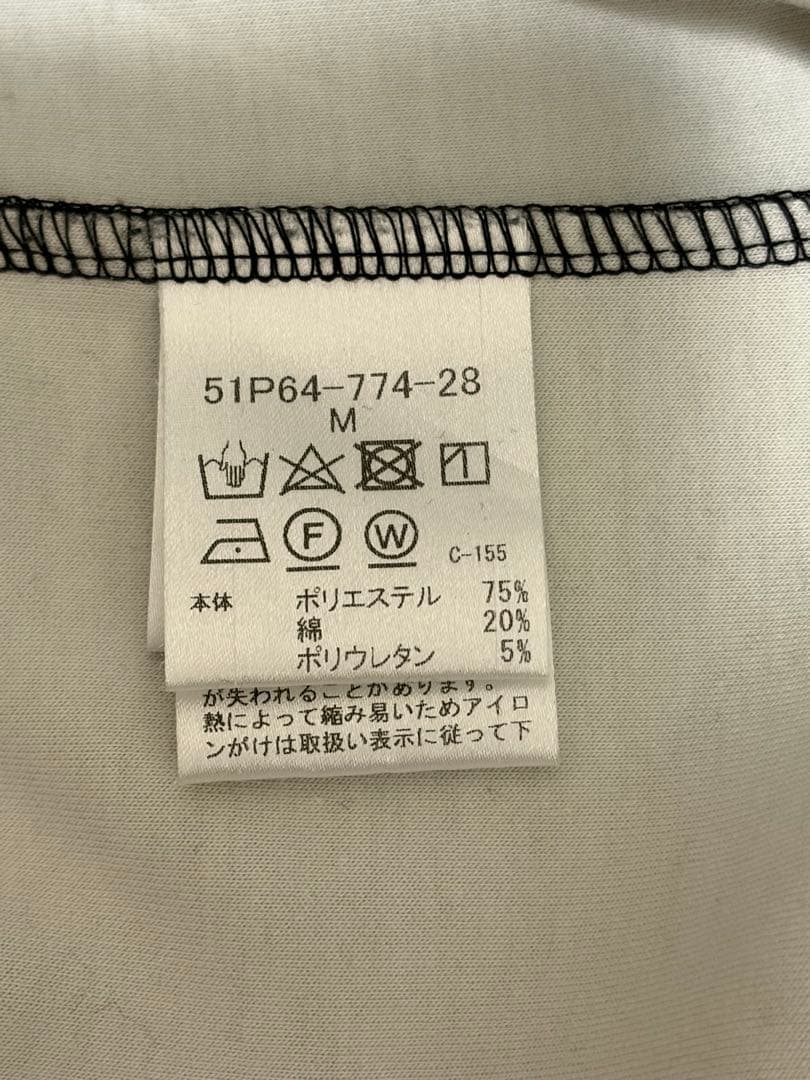 51P64-774-28
M
F W C-155
本体 ポリエステル 75%
綿 20%
ポリウレタン 5%
が失われることがあります。
熱によって縮み易いためアイロ
ンがけは取扱い表示に従って下